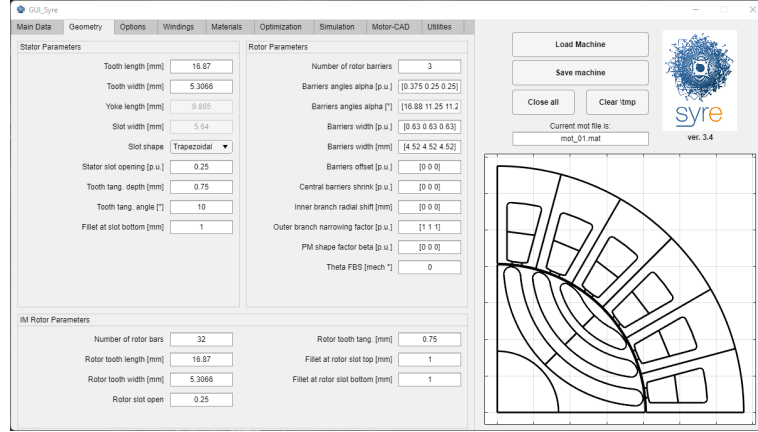 GUI_Syre
Main Data Geometry Options Windings Materials Optimization Simulation Motor-CAD Utilities
Stator Parameters
Tooth length [mm] 16.87
Tooth width [mm] 5.3066
Yoke length [mm] 9.865
Slot width [mm] 5.64
Slot shape Trapezoidal
Stator slot opening [p.u.] 0.25
Tooth tang. depth [mm] 0.75
Tooth tang. angle [°] 10
Fillet at slot bottom [mm] 1
Rotor Parameters
Number of rotor barriers 3
Barriers angles alpha [p.u.] [0.375 0.25 0.25]
Barriers angles alpha [°] [16.88 11.25 11.2
Barriers width [p.u.] [0.63 0.63 0.63]
Barriers width [mm] [4.52 4.52 4.52]
Barriers offset [p.u.] [0 0 0]
Central barriers shrink [p.u.] [0 0 0]
Inner branch radial shift [mm] [0 0 0]
Outer branch narrowing factor [p.u.] [1 1 1]
PM shape factor beta [p.u.] [0 0 0]
Theta FBS [mech °] 0
IM Rotor Parameters
Number of rotor bars 32
Rotor tooth length [mm] 16.87
Rotor tooth width [mm] 5.3066
Rotor slot open 0.25
Rotor tooth tang. [mm] 0.75
Fillet at rotor slot top [mm] 1
Fillet at rotor slot bottom [mm] 1
Load Machine
Save machine
Close all Clear \tmp
Current mot file is:
mot_01.mat
syre
ver. 3.4